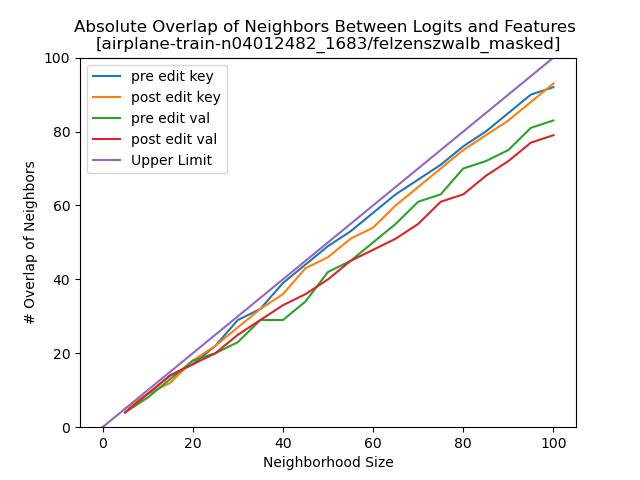 Absolute Overlap of Neighbors Between Logits and Features
[airplane-train-n04012482_1683/felzenszwalb_masked]
pre edit key
post edit key
pre edit val
post edit val
Upper Limit
# Overlap of Neighbors
100
80
60
40
20
0
0 20 40 60 80 100
Neighborhood Size